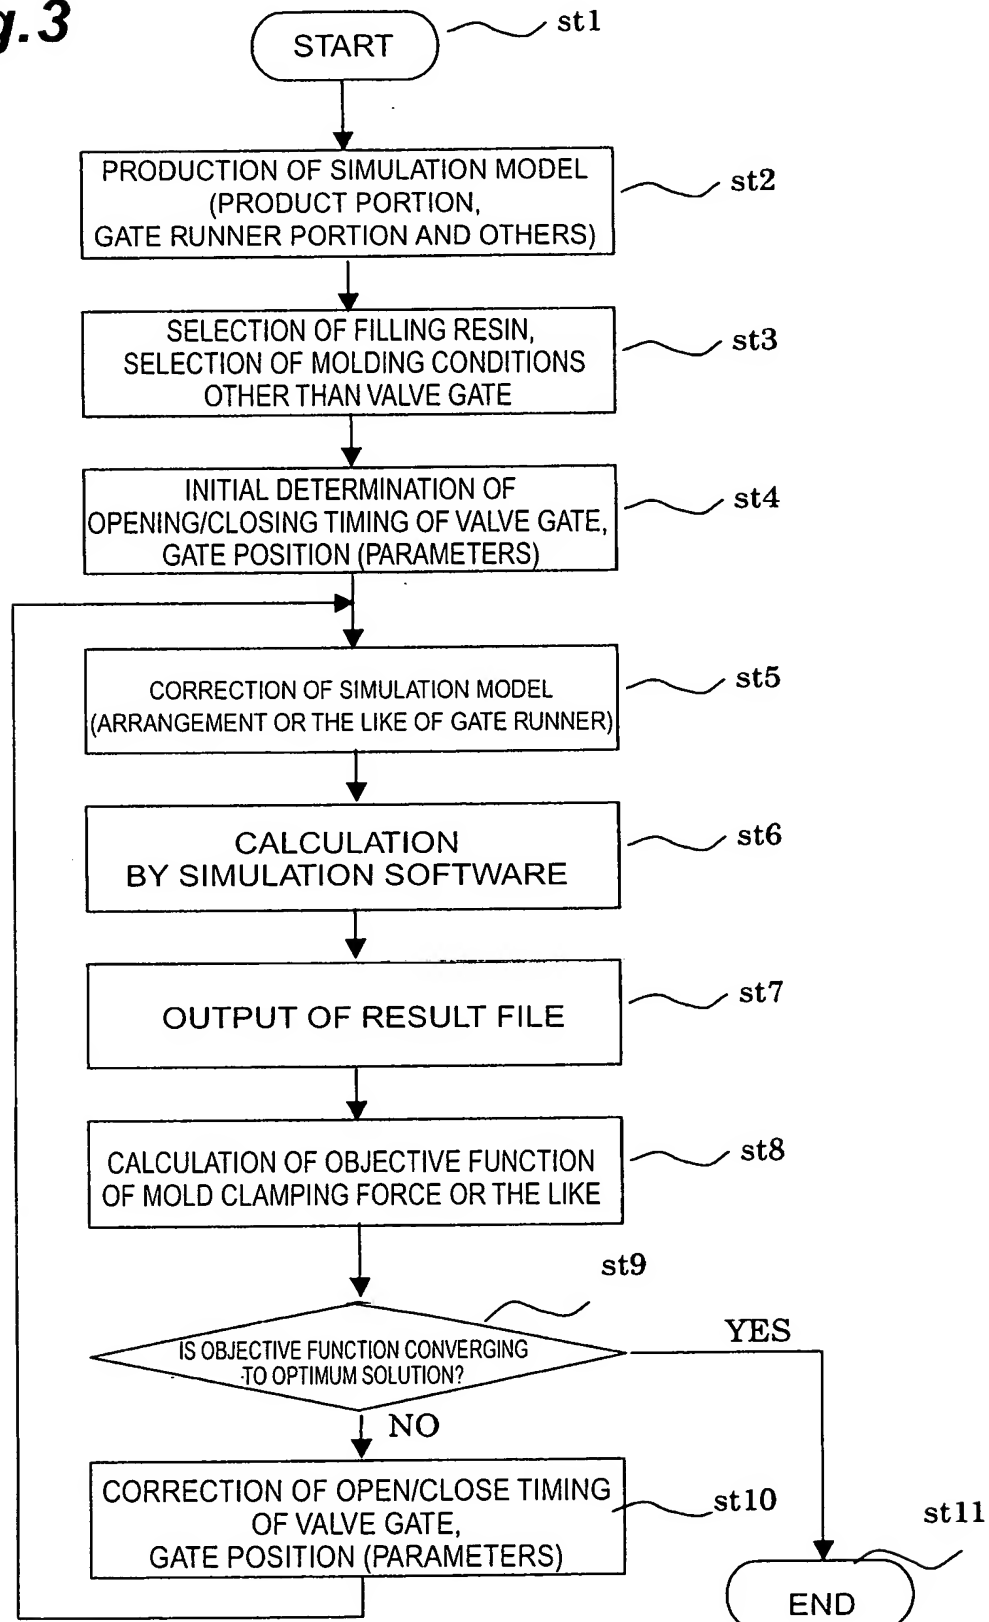 g.3
START
st1
PRODUCTION OF SIMULATION MODEL
(PRODUCT PORTION,
GATE RUNNER PORTION AND OTHERS)
st2
SELECTION OF FILLING RESIN,
SELECTION OF MOLDING CONDITIONS
OTHER THAN VALVE GATE
st3
INITIAL DETERMINATION OF
OPENING/CLOSING TIMING OF VALVE GATE,
GATE POSITION (PARAMETERS)
st4
CORRECTION OF SIMULATION MODEL
(ARRANGEMENT OR THE LIKE OF GATE RUNNER)
st5
CALCULATION
BY SIMULATION SOFTWARE
st6
OUTPUT OF RESULT FILE
st7
CALCULATION OF OBJECTIVE FUNCTION
OF MOLD CLAMPING FORCE OR THE LIKE
st8
st9
IS OBJECTIVE FUNCTION CONVERGING
TO OPTIMUM SOLUTION?
YES
NO
CORRECTION OF OPEN/CLOSE TIMING
OF VALVE GATE,
GATE POSITION (PARAMETERS)
st10
st11
END